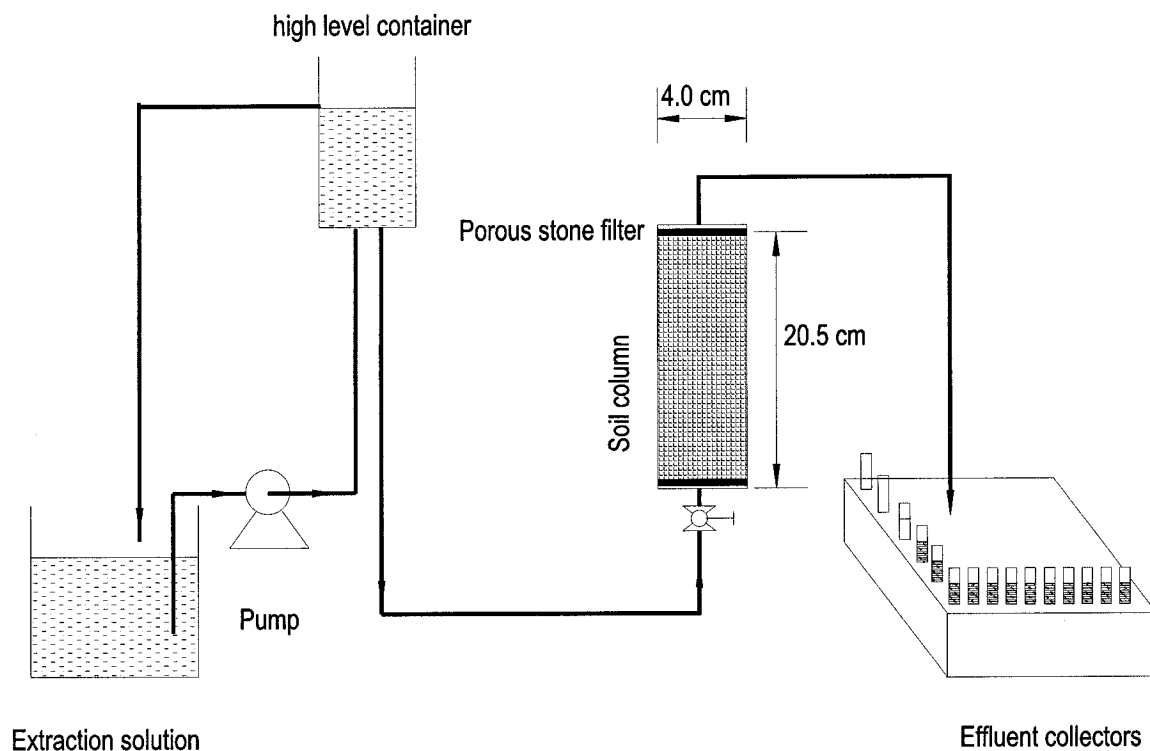 high level container
4.0 cm
Porous stone filter
20.5 cm
Soil column
Pump
Extraction solution
Effluent collectors